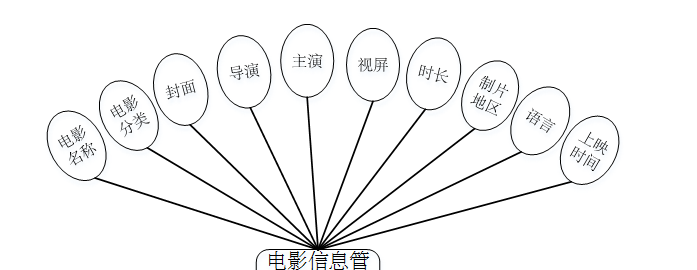 电影
名称
电影
分类
封面
导演
主演
视屏
时长
制片
地区
语言
上映
时间
电影信息管